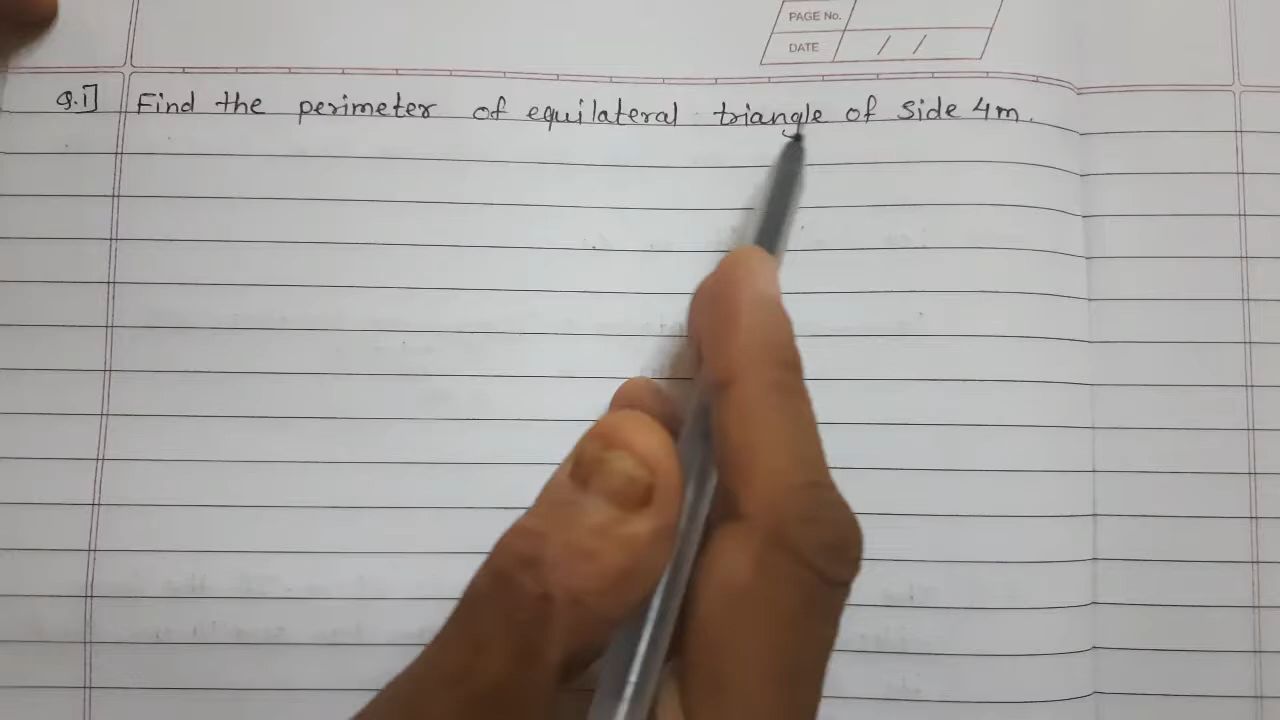 PAGE No.
DATE / /
Q.1] Find the perimeter of equilateral triangle of side 4m.